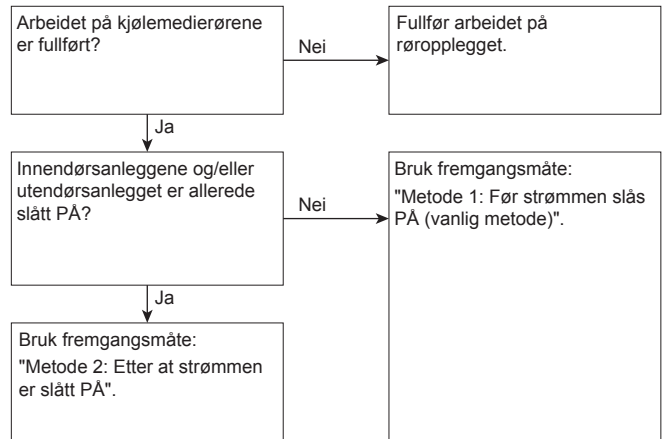 Arbeidet på kjølemedierørene
er fullført?
Nei
Fullfør arbeidet på
røropplegget.
Ja
Innendørsanleggene og/eller
utendørsanlegget er allerede
slått PÅ?
Nei
Bruk fremgangsmåte:
"Metode 1: Før strømmen slås
PÅ (vanlig metode)".
Ja
Bruk fremgangsmåte:
"Metode 2: Etter at strømmen
er slått PÅ".